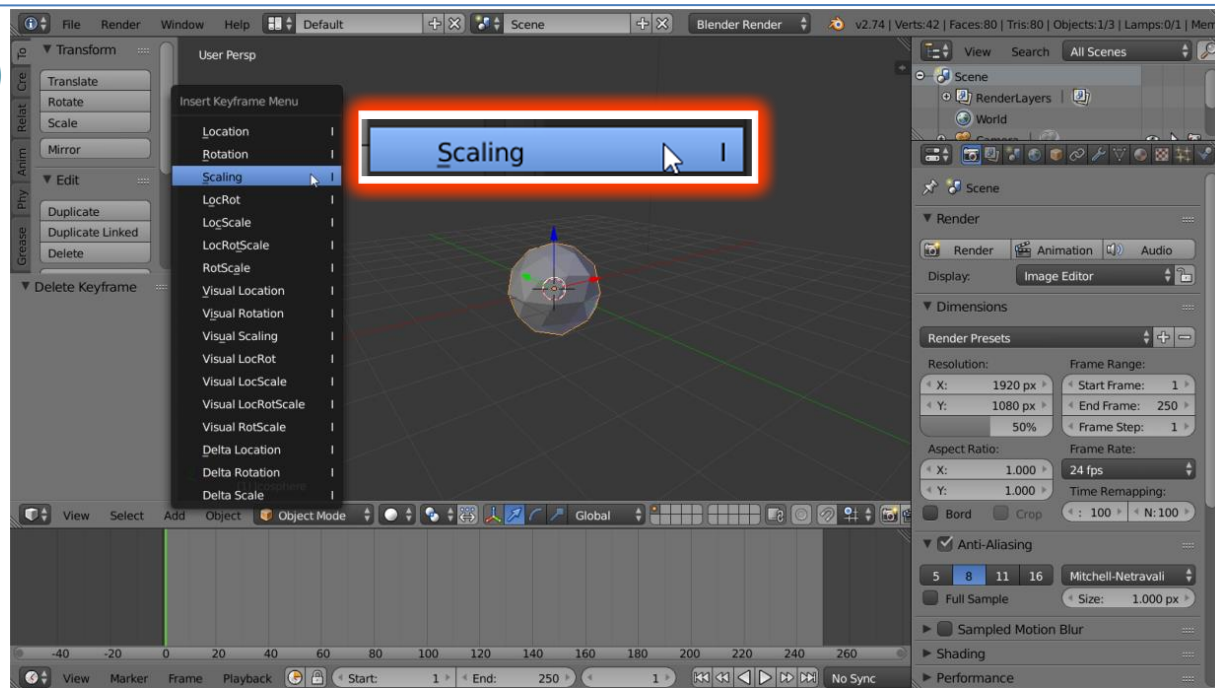 File Render Window Help Default Scene Blender Render v2.74 | Verts:42 | Faces:80 | Tris:80 | Objects:1/3 | Lamps:0/1 | Mem
Transform
Translate
Rotate
Scale
Mirror
Edit
Duplicate
Duplicate Linked
Delete
Delete Keyframe
To
Cre
Relat
Anim
Phy
Grease
User Persp
Insert Keyframe Menu
Location I
Rotation I
Scaling I
LocRot I
LocScale I
LocRotScale I
RotScale I
Visual Location I
Visual Rotation I
Visual Scaling I
Visual LocRot I
Visual LocScale I
Visual LocRotScale I
Visual RotScale I
Delta Location I
Delta Rotation I
Delta Scale I
Scaling I
View Select Add Object Object Mode Global
-40 -20 0 20 40 60 80 100 120 140 160 180 200 220 240 260
View Marker Frame Playback Start: 1 End: 250 1 No Sync
View Search All Scenes
Scene
RenderLayers
World
Scene
Render
Render Animation Audio
Display: Image Editor
Dimensions
Render Presets
Resolution: Frame Range:
X: 1920 px Start Frame: 1
Y: 1080 px End Frame: 250
50% Frame Step: 1
Aspect Ratio: Frame Rate:
X: 1.000 24 fps
Y: 1.000 Time Remapping:
Bord Crop : 100 N:100
Anti-Aliasing
5 8 11 16 Mitchell-Netravali
Full Sample Size: 1.000 px
Sampled Motion Blur
Shading
Performance